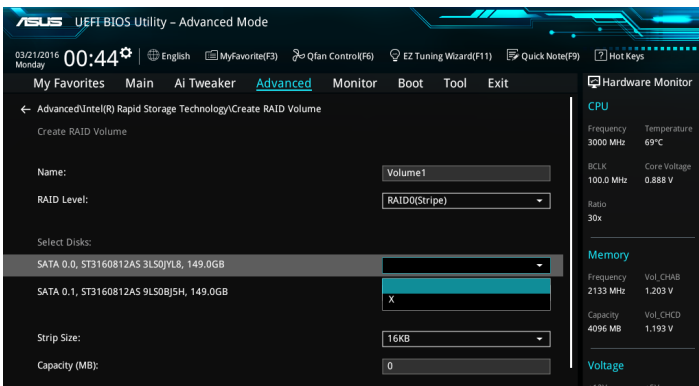 ASUS UEFI BIOS Utility – Advanced Mode
03/21/2016 Monday 00:44 English MyFavorite(F3) Qfan Control(F6) EZ Tuning Wizard(F11) Quick Note(F9) ? Hot Keys
My Favorites Main Ai Tweaker Advanced Monitor Boot Tool Exit
Hardware Monitor
Advanced\Intel(R) Rapid Storage Technology\Create RAID Volume
Create RAID Volume
Name: Volume1
RAID Level: RAID0(Stripe)
Select Disks:
SATA 0.0, ST3160812AS 3LS0JYL8, 149.0GB
SATA 0.1, ST3160812AS 9LS0BJ5H, 149.0GB
X
Strip Size: 16KB
Capacity (MB): 0
CPU
Frequency Temperature
3000 MHz 69°C
BCLK Core Voltage
100.0 MHz 0.888 V
Ratio
30x
Memory
Frequency Vol_CHAB
2133 MHz 1.203 V
Capacity Vol_CHCD
4096 MB 1.193 V
Voltage